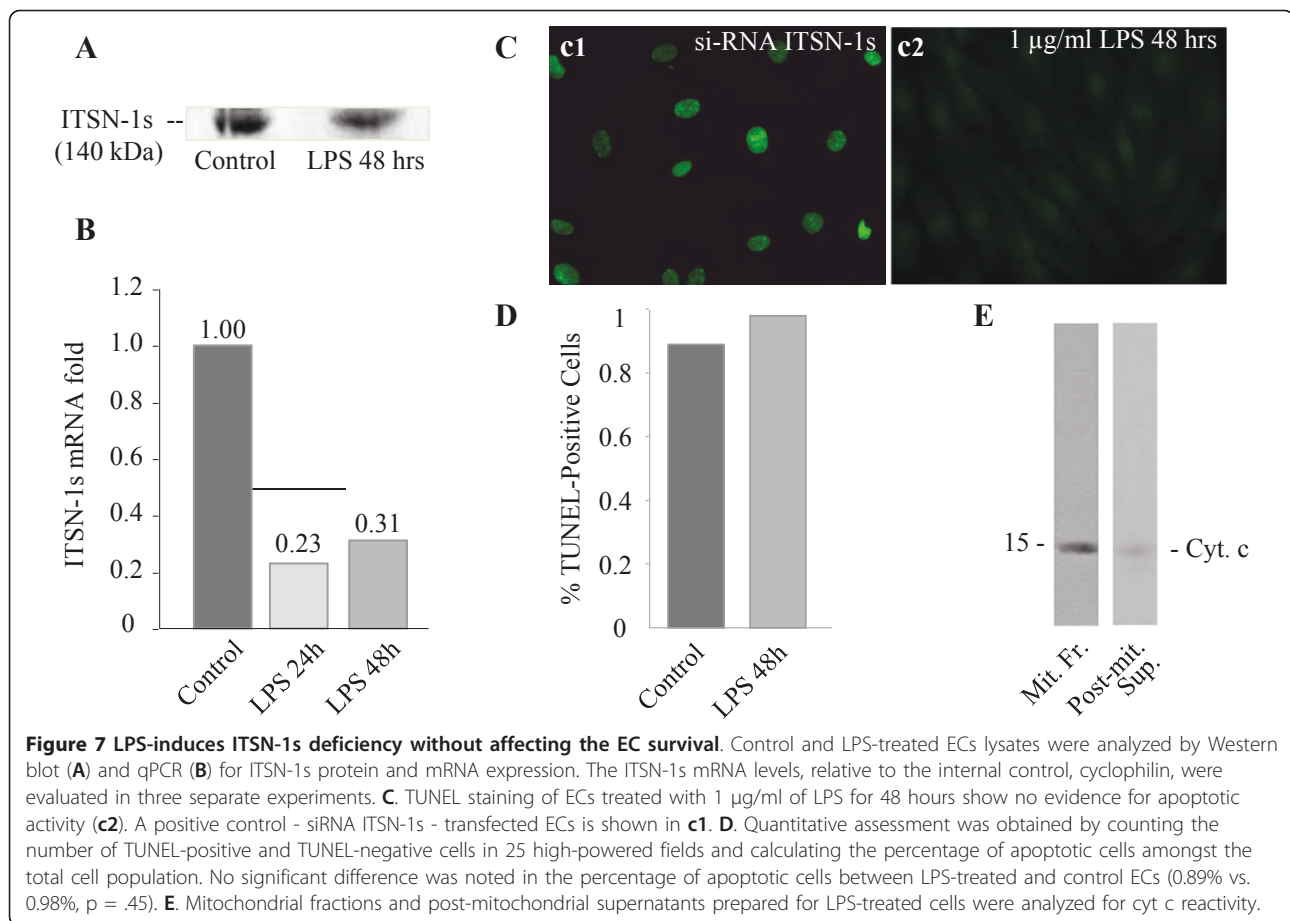 A
ITSN-1s --
(140 kDa)
Control LPS 48 hrs
B
ITSN-1s mRNA fold
1.2
1.0
0.8
0.6
0.4
0.2
0
1.00
0.23
0.31
Control
LPS 24h
LPS 48h
C
c1
si-RNA ITSN-1s
c2
1 µg/ml LPS 48 hrs
D
% TUNEL-Positive Cells
1
0.8
0.6
0.4
0.2
0
Control
LPS 48h
E
15 -
- Cyt. c
Mit. Fr.
Post-mit.
Sup.
Figure 7 LPS-induces ITSN-1s deficiency without affecting the EC survival. Control and LPS-treated ECs lysates were analyzed by Western
blot (A) and qPCR (B) for ITSN-1s protein and mRNA expression. The ITSN-1s mRNA levels, relative to the internal control, cyclophilin, were
evaluated in three separate experiments. C. TUNEL staining of ECs treated with 1 µg/ml of LPS for 48 hours show no evidence for apoptotic
activity (c2). A positive control - siRNA ITSN-1s - transfected ECs is shown in c1. D. Quantitative assessment was obtained by counting the
number of TUNEL-positive and TUNEL-negative cells in 25 high-powered fields and calculating the percentage of apoptotic cells amongst the
total cell population. No significant difference was noted in the percentage of apoptotic cells between LPS-treated and control ECs (0.89% vs.
0.98%, p = .45). E. Mitochondrial fractions and post-mitochondrial supernatants prepared for LPS-treated cells were analyzed for cyt c reactivity.